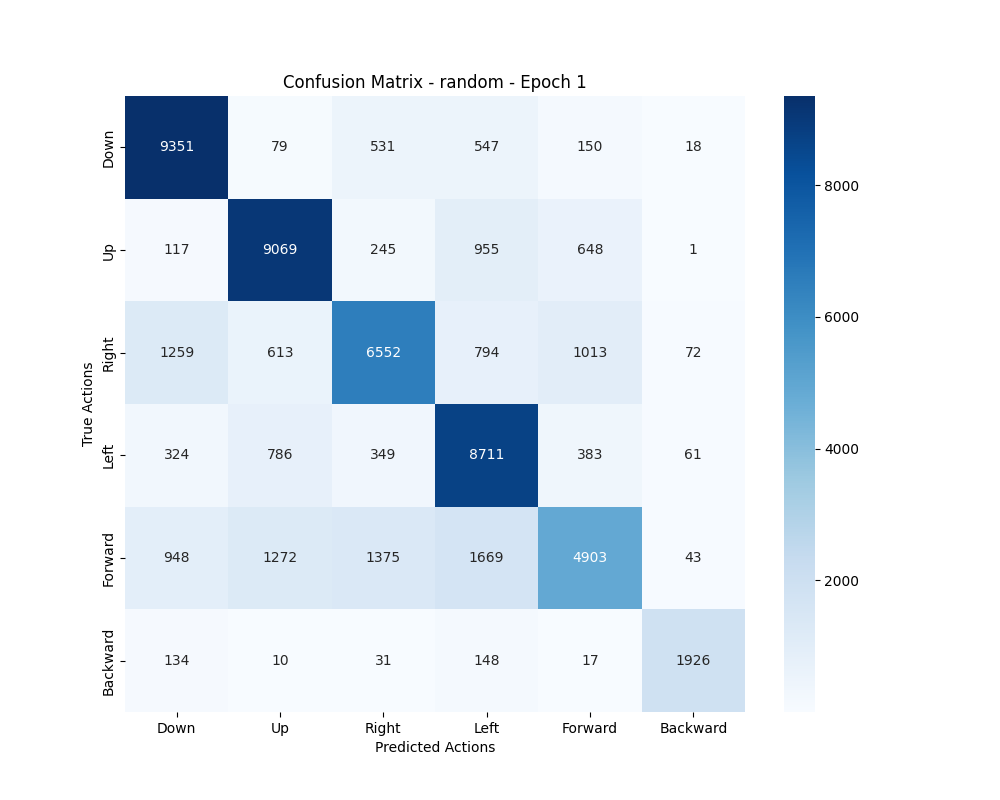 Confusion Matrix - random - Epoch 1
True Actions
Down 9351 79 531 547 150 18
Up 117 9069 245 955 648 1
Right 1259 613 6552 794 1013 72
Left 324 786 349 8711 383 61
Forward 948 1272 1375 1669 4903 43
Backward 134 10 31 148 17 1926
Down Up Right Left Forward Backward
Predicted Actions
8000
6000
4000
2000